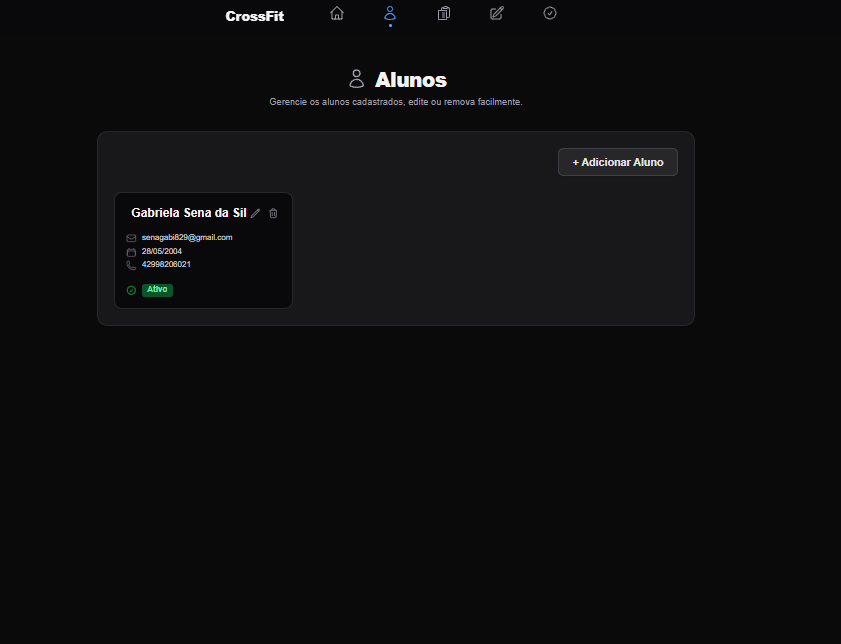 CrossFit
Alunos
Gerencie os alunos cadastrados, edite ou remova facilmente.
+ Adicionar Aluno
Gabriela Sena da Sil
senagabi829@gmail.com
28/05/2004
42998206021
Ativo